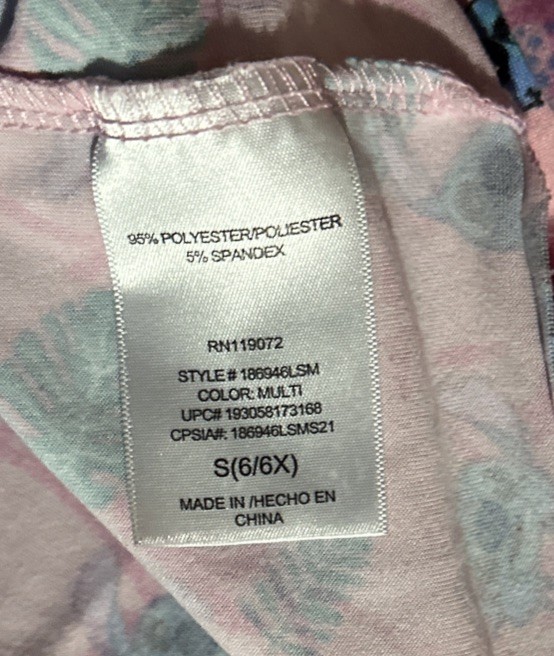 95% POLYESTER/POLIESTER
5% SPANDEX
RN119072
STYLE # 186946LSM
COLOR: MULTI
UPC# 193058173168
CPSIA#: 186946LSMS21
S(6/6X)
MADE IN /HECHO EN
CHINA